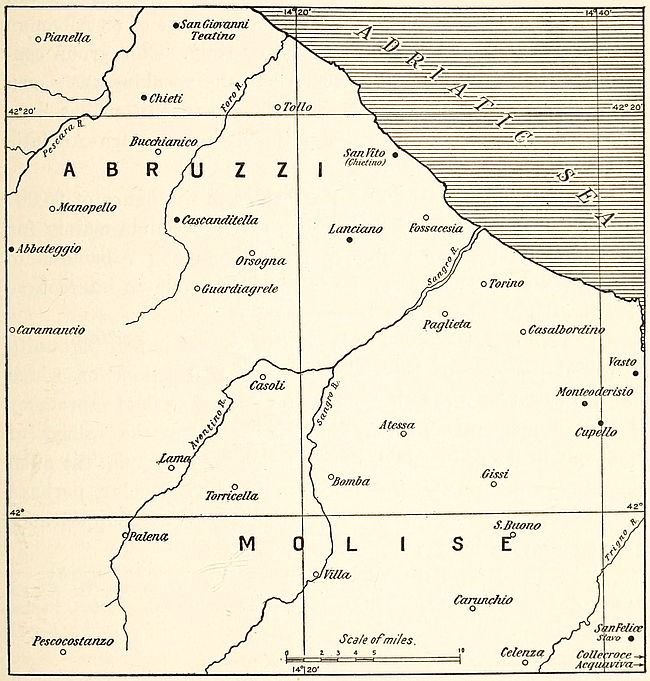 14°20'
14°40'
San Giovanni
Teatino
Pianella
ADRIATIC SEA
Chieti
Foro R.
Tollo
42°20'
42°20'
Pescara R.
Bucchianico
San Vito
(Chietino)
ABRUZZI
Manopello
Cascanditella
Fossacesia
Lanciano
Abbateggio
Orsogna
Sangro R.
Guardiagrele
Torino
Paglieta
Caramancio
Casalbordino
Vasto
Casoli
Sangro R.
Monteoderisio
Aventino R.
Atessa
Cupello
Lama
Torricella
Bomba
Gissi
42°
42°
S. Buono
Trigno R.
Palena
MOLISE
Villa
Carunchio
San Felice
Slavo
Pescocostanzo
Scale of miles.
Celenza
Collecroce
Acquaviva
0 1 2 3 4 5 10
14°20'